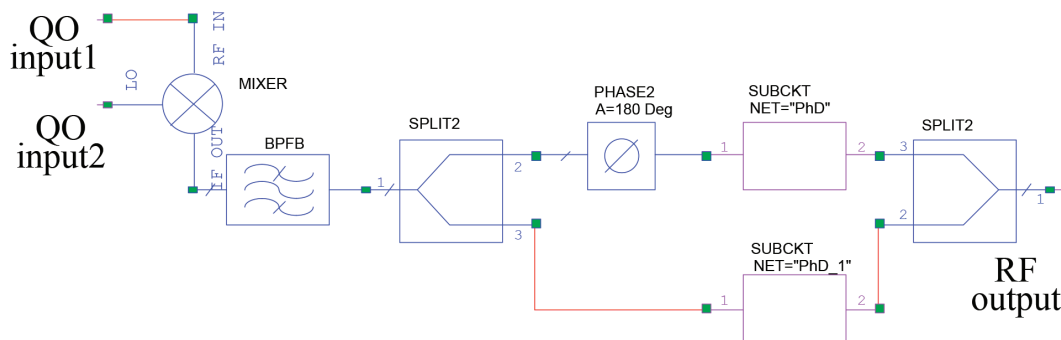 QO
input1
RF IN
LO
MIXER
QO
input2
IF OUT
BPFB
1
SPLIT2
2
3
PHASE2
A=180 Deg
SUBCKT
NET="PhD"
1
2
SUBCKT
NET="PhD_1"
1
2
SPLIT2
3
2
1
RF
output